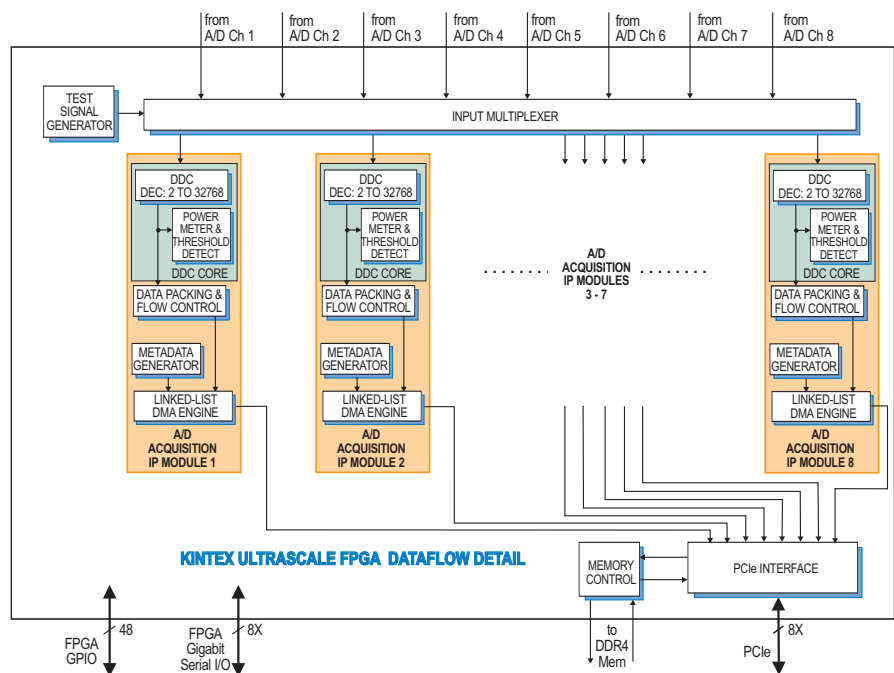 from
A/D Ch 1
from
A/D Ch 2
from
A/D Ch 3
from
A/D Ch 4
from
A/D Ch 5
from
A/D Ch 6
from
A/D Ch 7
from
A/D Ch 8
TEST
SIGNAL
GENERATOR
INPUT MULTIPLEXER
DDC
DEC: 2 TO 32768
POWER
METER &
THRESHOLD
DETECT
DDC CORE
DATA PACKING &
FLOW CONTROL
METADATA
GENERATOR
LINKED-LIST
DMA ENGINE
A/D
ACQUISITION
IP MODULE 1
DDC
DEC: 2 TO 32768
POWER
METER &
THRESHOLD
DETECT
DDC CORE
DATA PACKING &
FLOW CONTROL
METADATA
GENERATOR
LINKED-LIST
DMA ENGINE
A/D
ACQUISITION
IP MODULE 2
A/D
ACQUISITION
IP MODULES
3 - 7
DDC
DEC: 2 TO 32768
POWER
METER &
THRESHOLD
DETECT
DDC CORE
DATA PACKING &
FLOW CONTROL
METADATA
GENERATOR
LINKED-LIST
DMA ENGINE
A/D
ACQUISITION
IP MODULE 8
KINTEX ULTRASCALE FPGA DATAFLOW DETAIL
MEMORY
CONTROL
PCIe INTERFACE
48
FPGA
GPIO
8X
FPGA
Gigabit
Serial I/O
to
DDR4
Mem
8X
PCIe